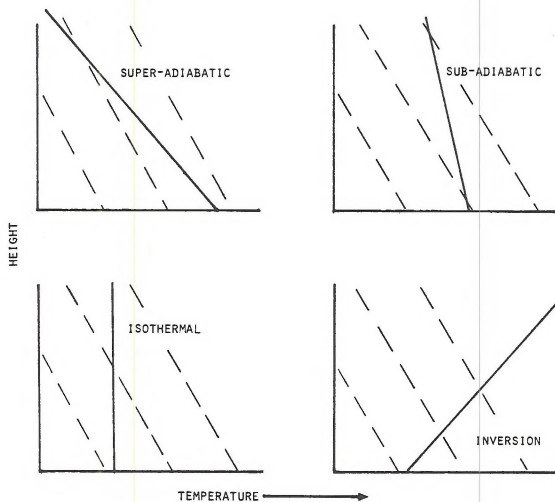 SUPER-ADIABATIC
SUB-ADIABATIC
HEIGHT
ISOTHERMAL
INVERSION
TEMPERATURE